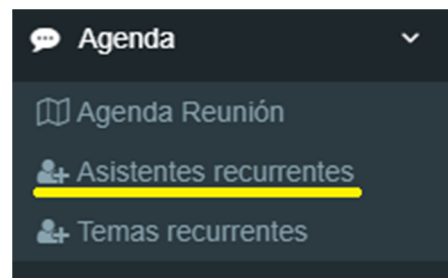 Agenda
Agenda Reunión
Asistentes recurrentes
Temas recurrentes